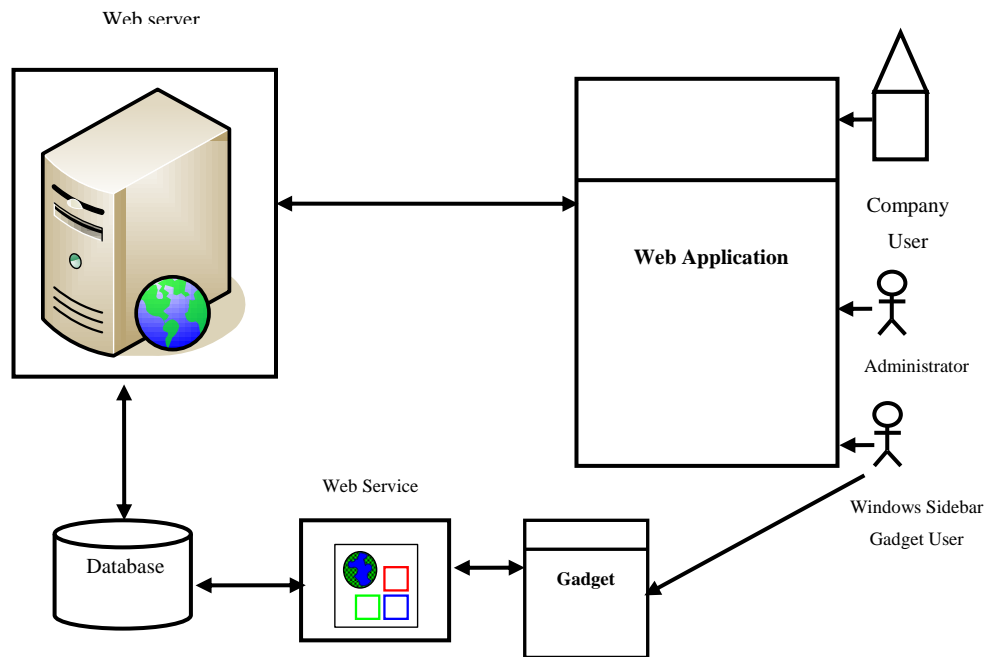 Web server
Company
User
Web Application
Administrator
Web Service
Windows Sidebar
Gadget User
Database
Gadget